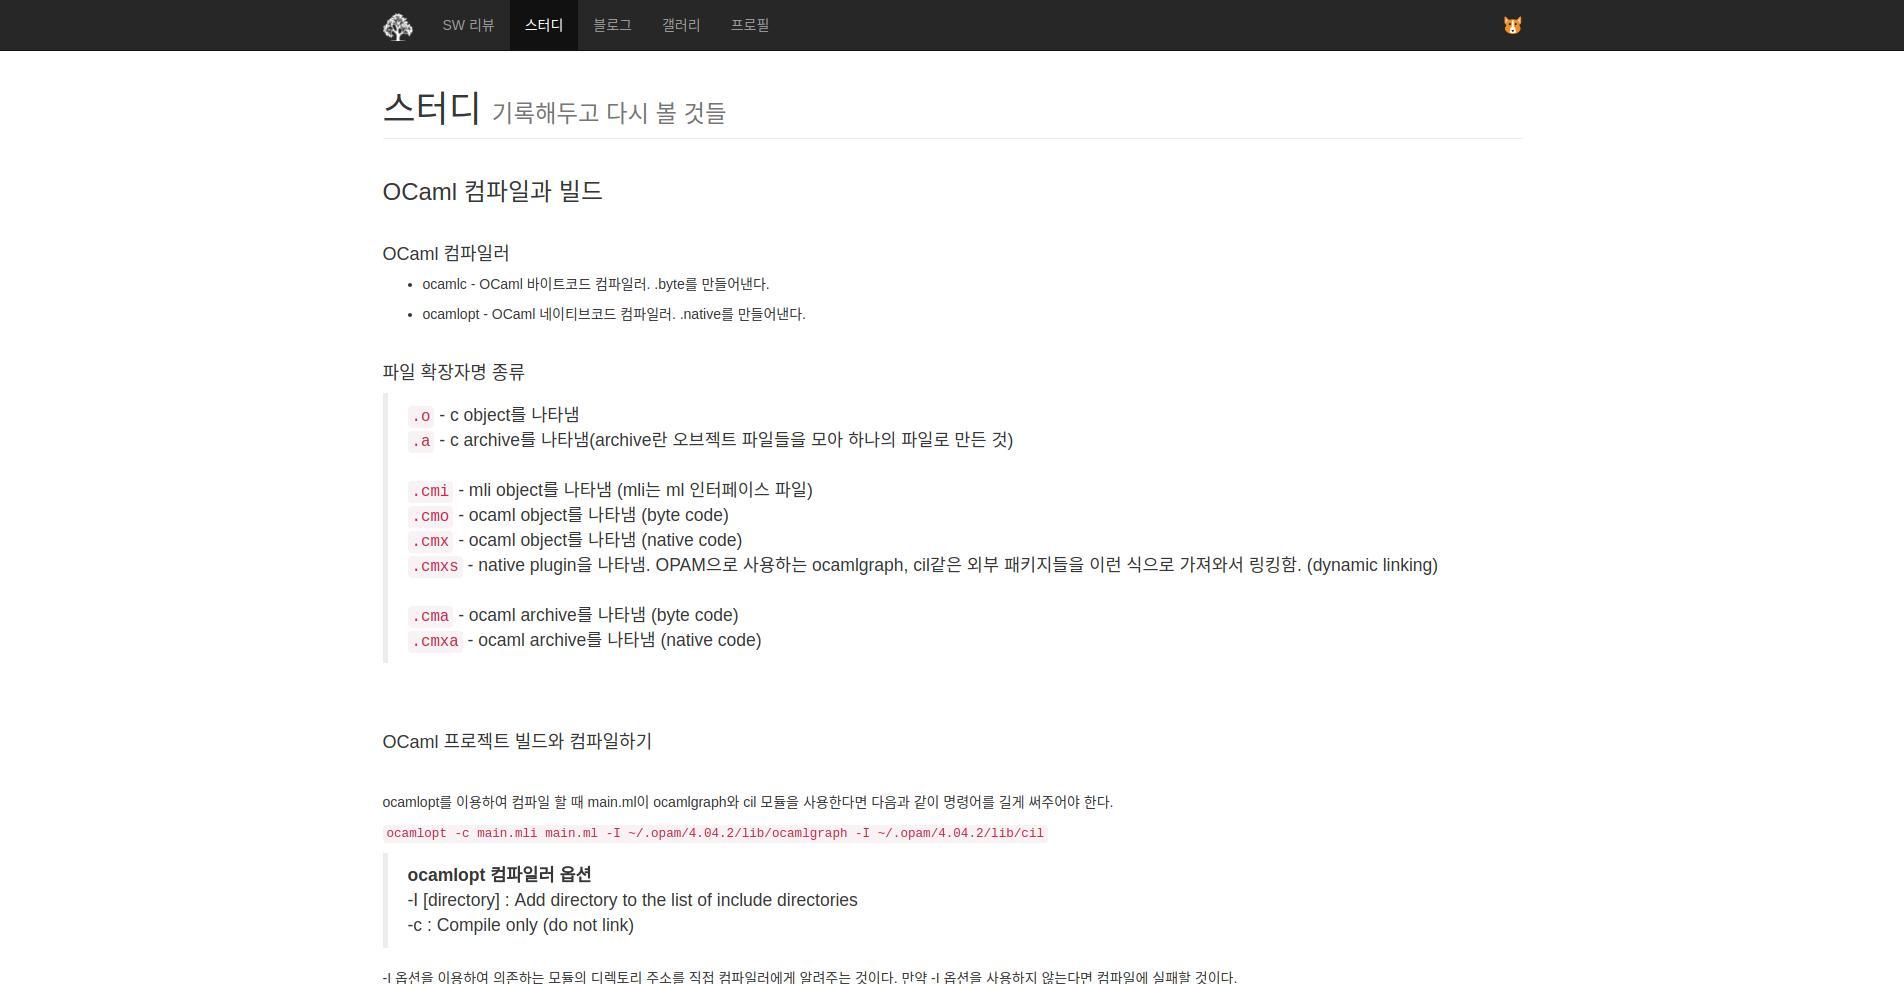 SW 리뷰 스터디 블로그 갤러리 프로필
스터디 기록해두고 다시 볼 것들
OCaml 컴파일과 빌드
OCaml 컴파일러
ocamlc - OCaml 바이트코드 컴파일러. .byte를 만들어낸다.
ocamlopt - OCaml 네이티브코드 컴파일러. .native를 만들어낸다.
파일 확장자명 종류
.o - c object를 나타냄
.a - c archive를 나타냄(archive란 오브젝트 파일들을 모아 하나의 파일로 만든 것)
.cmi - mli object를 나타냄 (mli는 ml 인터페이스 파일)
.cmo - ocaml object를 나타냄 (byte code)
.cmx - ocaml object를 나타냄 (native code)
.cmxs - native plugin을 나타냄. OPAM으로 사용하는 ocamlgraph, cil같은 외부 패키지들을 이런 식으로 가져와서 링킹함. (dynamic linking)
.cma - ocaml archive를 나타냄 (byte code)
.cmxa - ocaml archive를 나타냄 (native code)
OCaml 프로젝트 빌드와 컴파일하기
ocamlopt를 이용하여 컴파일 할 때 main.ml이 ocamlgraph와 cil 모듈을 사용한다면 다음과 같이 명령어를 길게 써주어야 한다.
ocamlopt -c main.mli main.ml -I ~/.opam/4.04.2/lib/ocamlgraph -I ~/.opam/4.04.2/lib/cil
ocamlopt 컴파일러 옵션
-I [directory] : Add directory to the list of include directories
-c : Compile only (do not link)
-I 옵션을 이용하여 의존하는 모듈의 디렉토리 주소를 직접 컴파일러에게 알려주는 것이다. 만약 -I 옵션을 사용하지 않는다면 컴파일에 실패할 것이다.